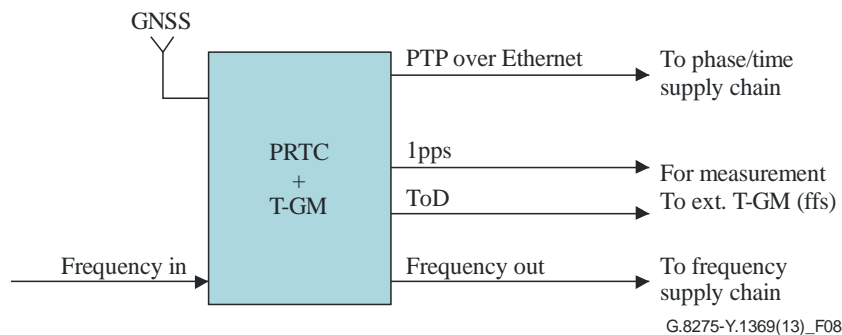 GNSS
PTP over Ethernet
To phase/time
supply chain
PRTC
+
T-GM
1pps
ToD
For measurement
To ext. T-GM (ffs)
Frequency in
Frequency out
To frequency
supply chain
G.8275-Y.1369(13)_F08